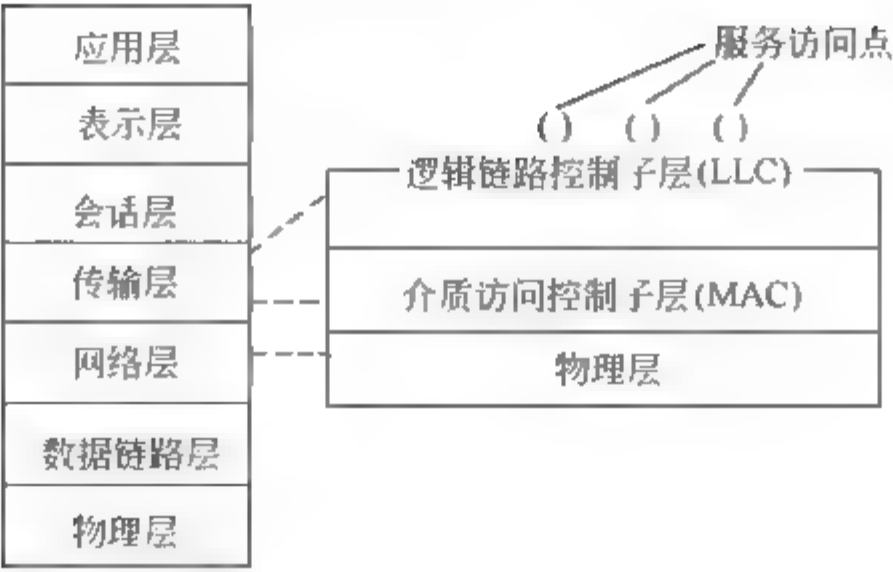 应用层
表示层
会话层
传输层
网络层
数据链路层
物理层
服务访问点
( ) ( ) ( )
逻辑链路控制子层(LLC)
介质访问控制子层(MAC)
物理层